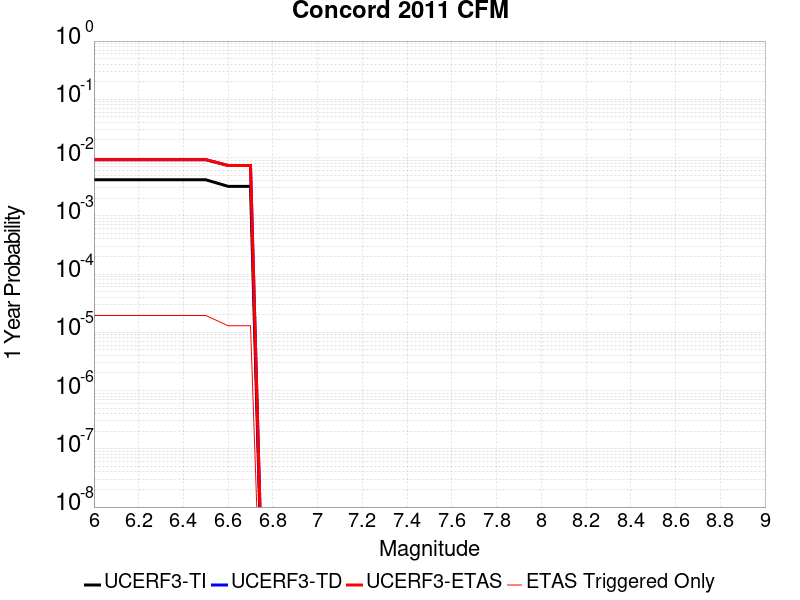 Concord 2011 CFM
10^0
10^-1
10^-2
10^-3
10^-4
10^-5
10^-6
10^-7
10^-8
1 Year Probability
6 6.2 6.4 6.6 6.8 7 7.2 7.4 7.6 7.8 8 8.2 8.4 8.6 8.8 9
Magnitude
UCERF3-TI UCERF3-TD UCERF3-ETAS ETAS Triggered Only